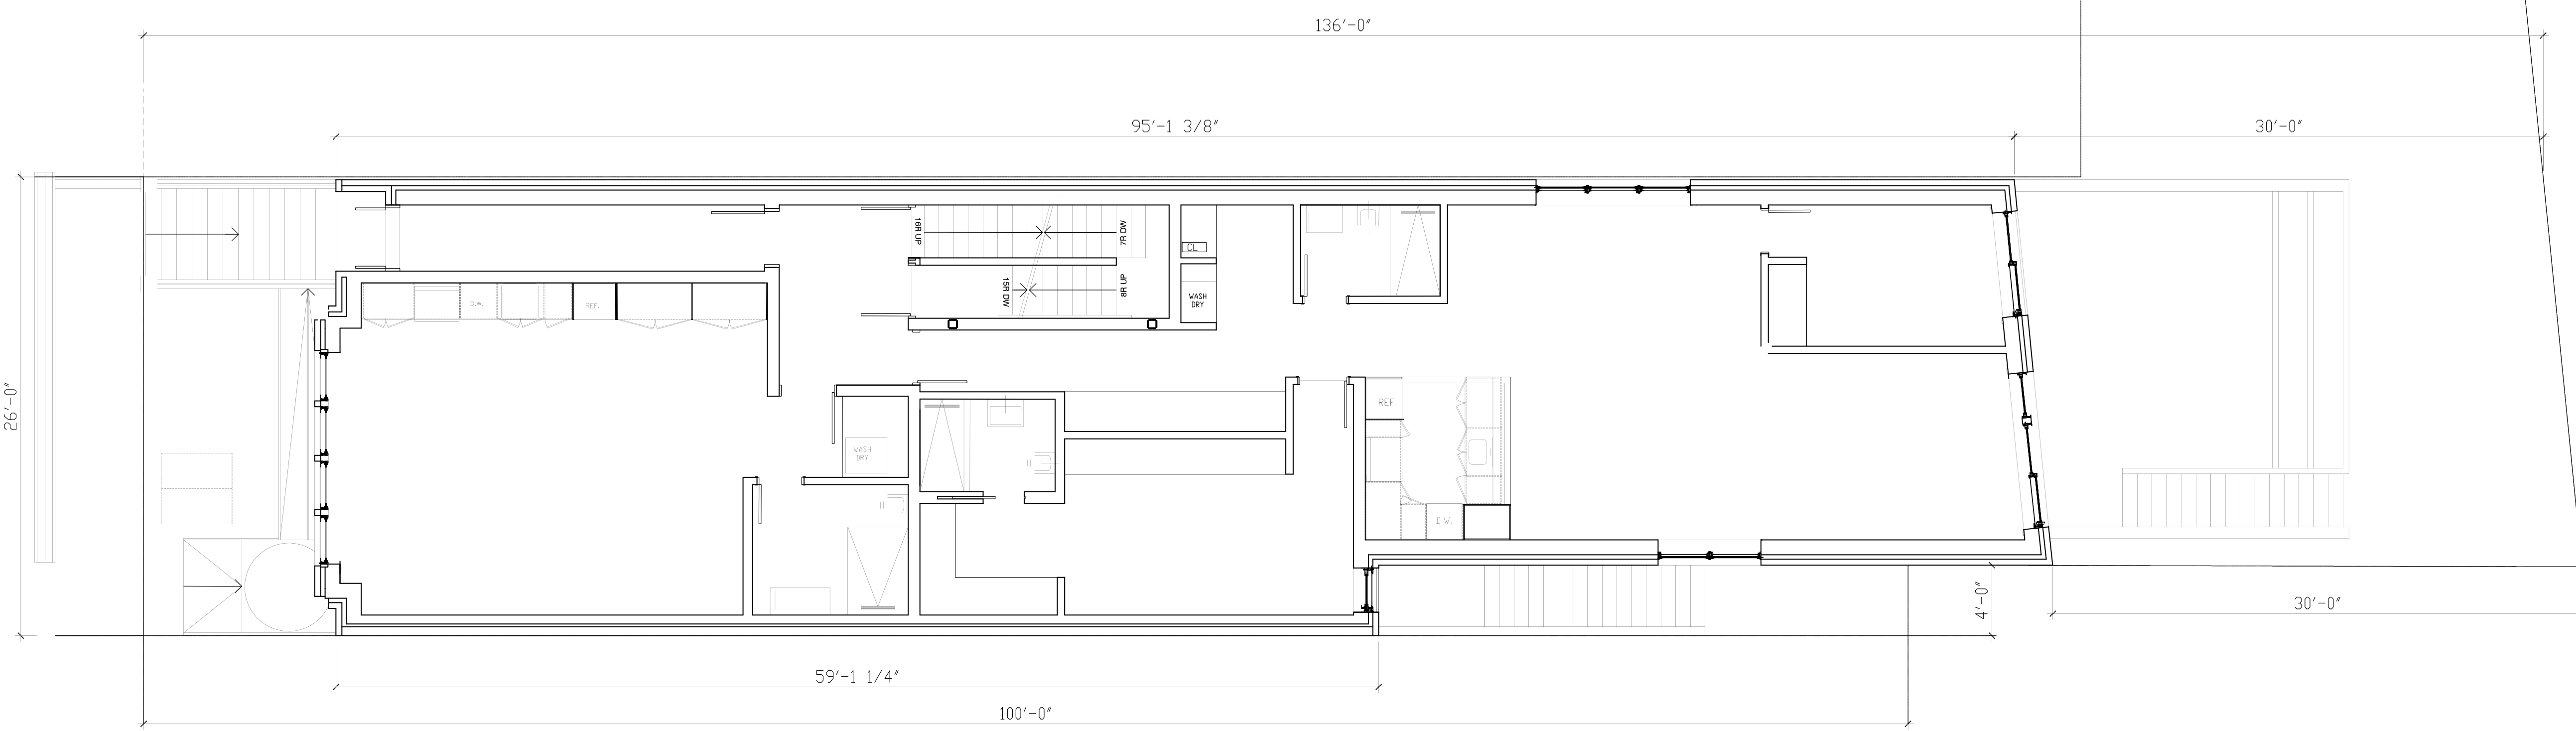 136'-0"
95'-1 3/8"
30'-0"
26'-0"
16R UP
7R DW
15R DW
8R UP
CL
WASH
DRY
D.W.
REF.
REF.
WASH
DRY
D.W.
4'-0"
30'-0"
59'-1 1/4"
100'-0"